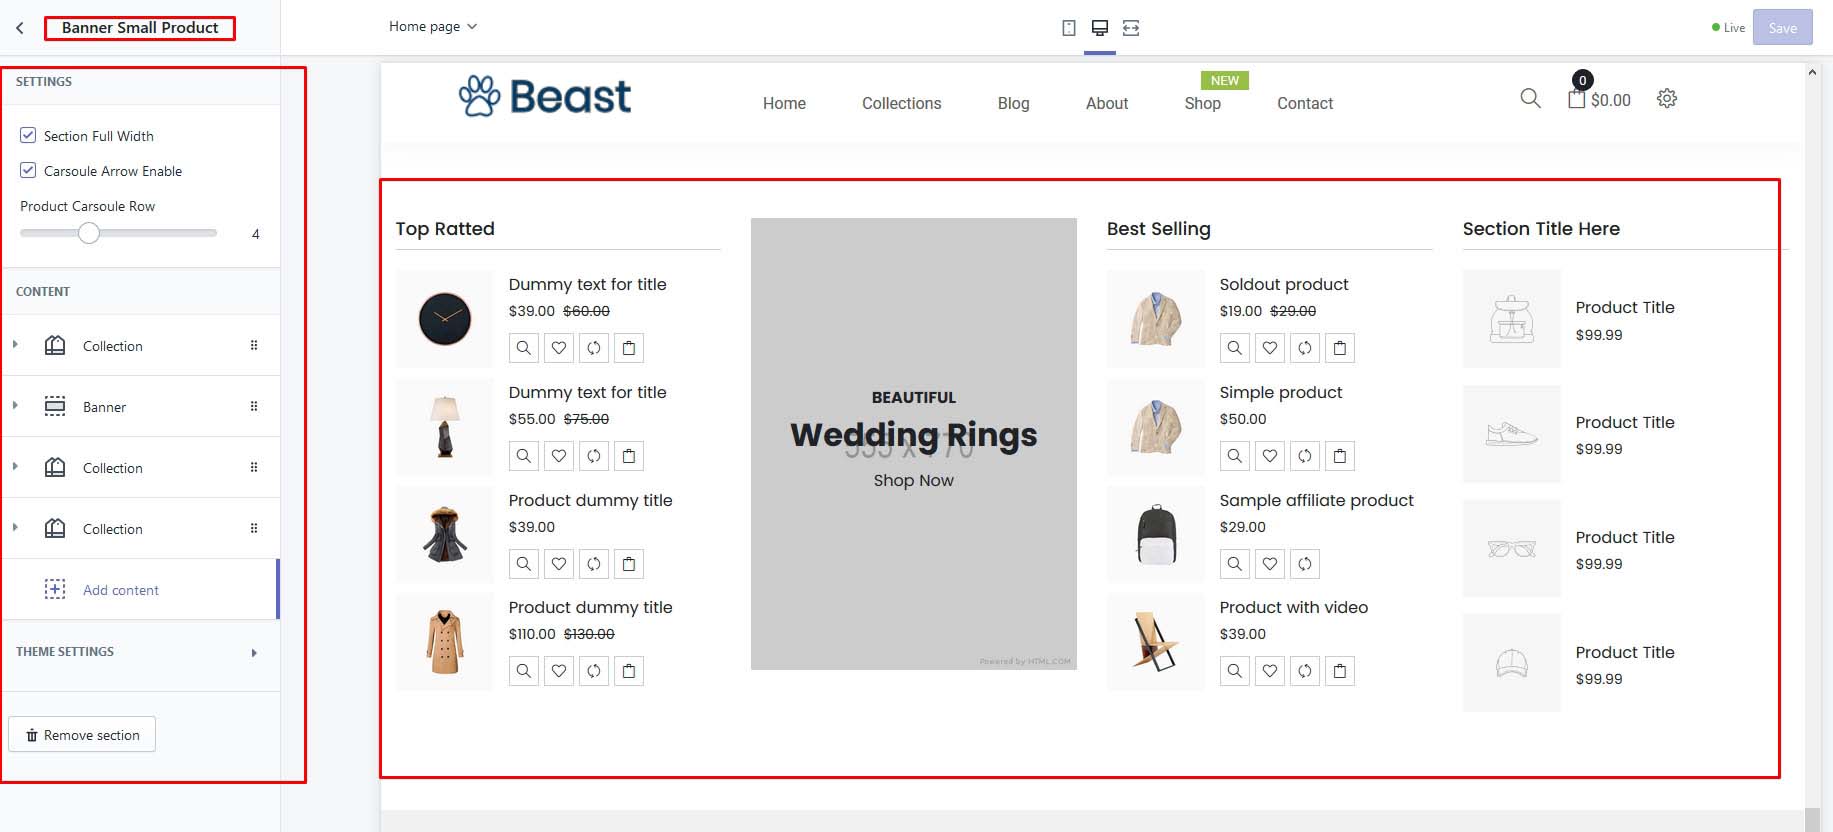 Banner Small Product
Home page
Live
Save
SETTINGS
Section Full Width
Carsoule Arrow Enable
Product Carsoule Row
4
CONTENT
Collection
Banner
Collection
Collection
Add content
THEME SETTINGS
Remove section
Beast
Home
Collections
Blog
About
NEW
Shop
Contact
0
$0.00
Top Ratted
Dummy text for title
$39.00 $60.00
Dummy text for title
$55.00 $75.00
Product dummy title
$39.00
Product dummy title
$110.00 $130.00
BEAUTIFUL
Wedding Rings
Shop Now
Powered by HTML.COM
Best Selling
Soldout product
$19.00 $29.00
Simple product
$50.00
Sample affiliate product
$29.00
Product with video
$39.00
Section Title Here
Product Title
$99.99
Product Title
$99.99
Product Title
$99.99
Product Title
$99.99